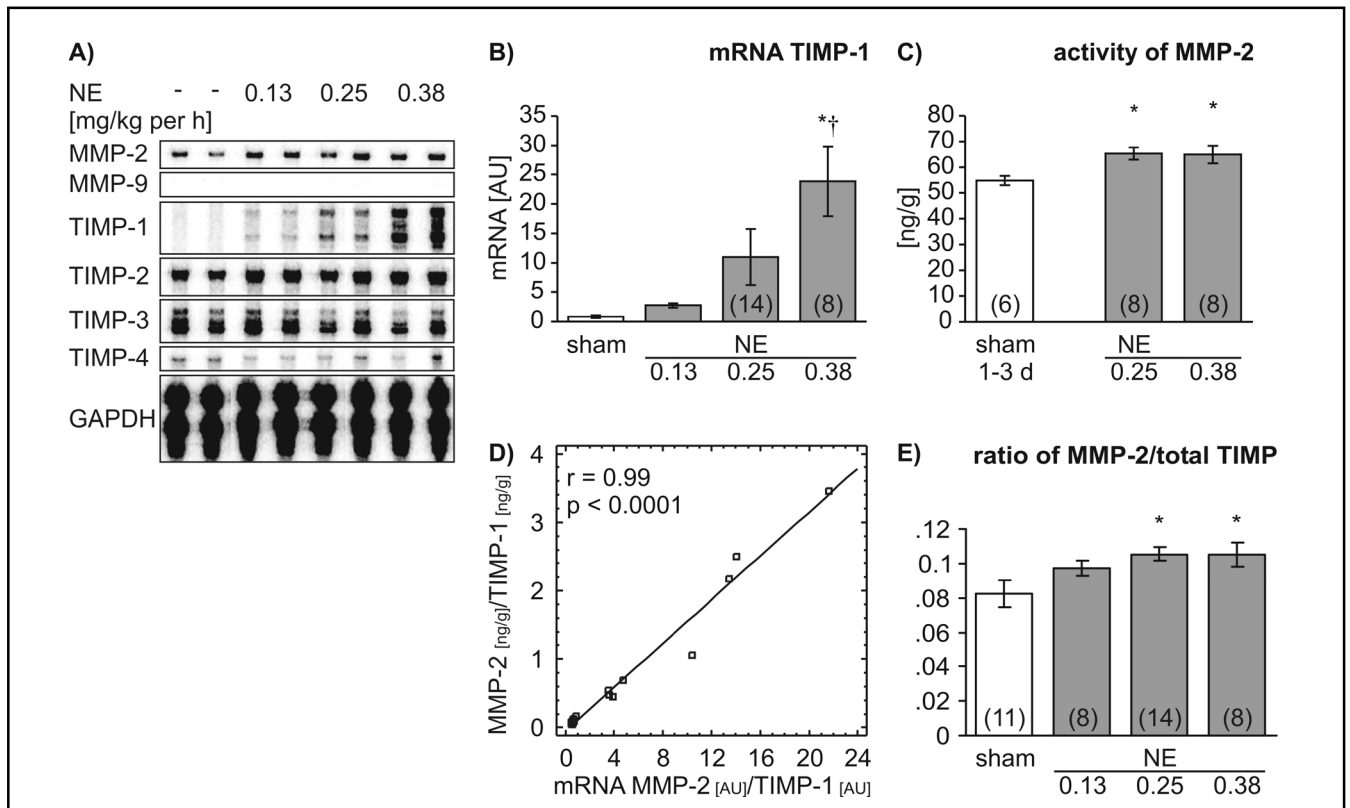 A)
NE - - 0.13 0.25 0.38
[mg/kg per h]
MMP-2
MMP-9
TIMP-1
TIMP-2
TIMP-3
TIMP-4
GAPDH
B) mRNA TIMP-1
mRNA [AU]
35
30
25
20
15
10
5
0
*†
(14) (8)
sham NE
0.13 0.25 0.38
C) activity of MMP-2
[ng/g]
80
70
60
50
40
30
20
10
0
* *
(6) (8) (8)
sham NE
1-3 d 0.25 0.38
D)
r = 0.99
p < 0.0001
MMP-2 [ng/g]/TIMP-1 [ng/g]
4
3
2
1
0
0 4 8 12 16 20 24
mRNA MMP-2 [AU]/TIMP-1 [AU]
E) ratio of MMP-2/total TIMP
.12
0.1
.08
.06
.04
.02
0
* *
(11) (8) (14) (8)
sham NE
0.13 0.25 0.38